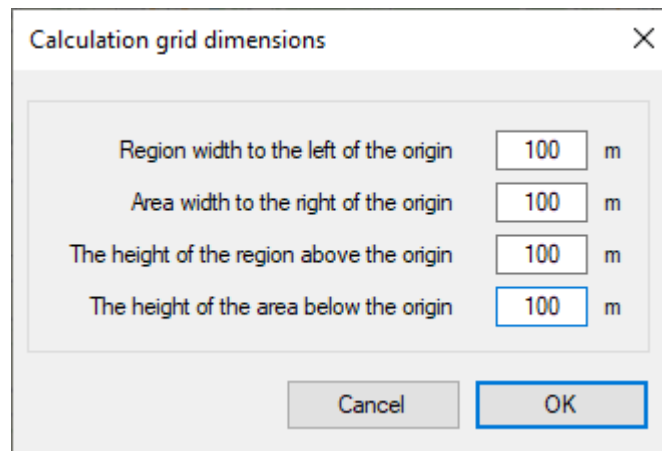 Calculation grid dimensions
Region width to the left of the origin 100 m
Area width to the right of the origin 100 m
The height of the region above the origin 100 m
The height of the area below the origin 100 m
Cancel OK